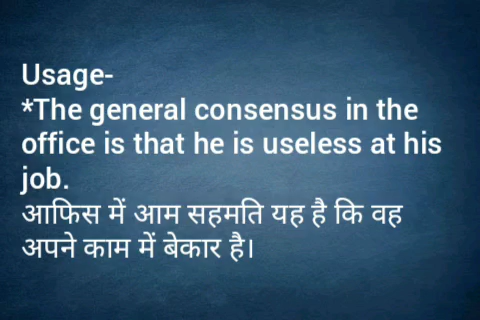 Usage-
*The general consensus in the
office is that he is useless at his
job.
आफिस में आम सहमति यह है कि वह
अपने काम में बेकार है।